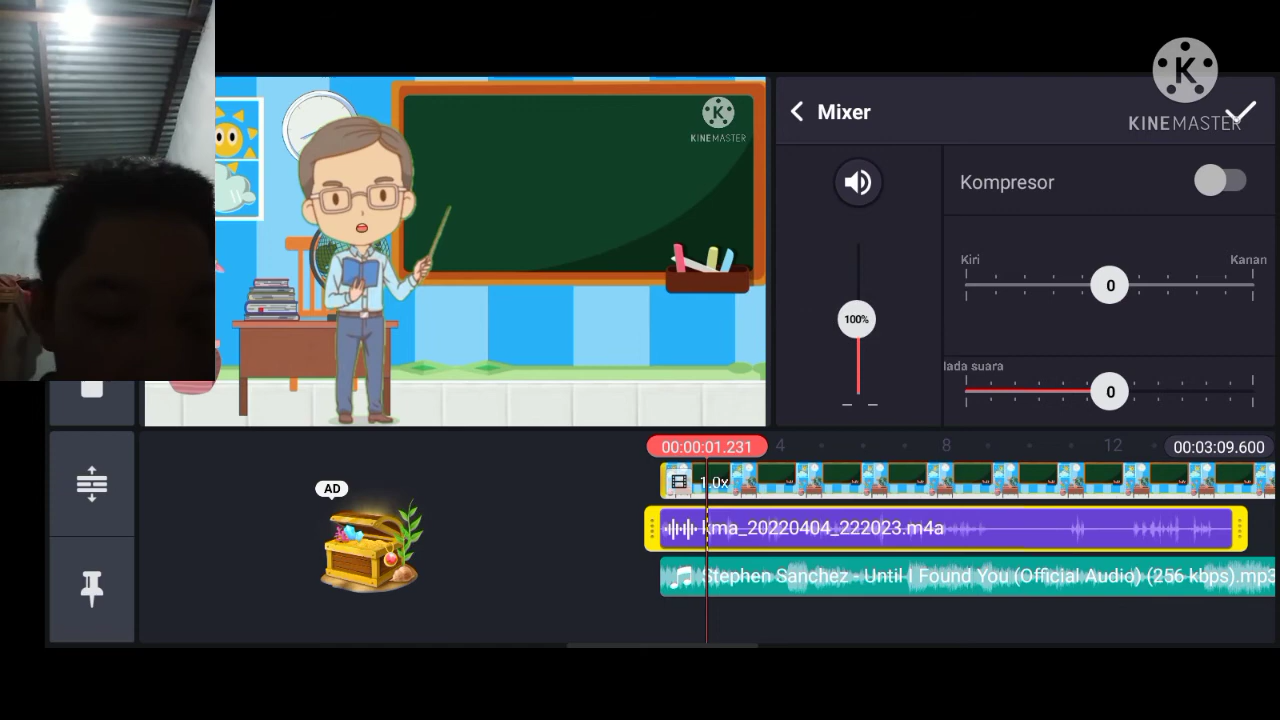 K
KINEMASTER
K
KINEMASTER
Mixer
Kompresor
Kiri
Kanan
0
100%
lada suara
0
00:00:01.231
4
8
12
00:03:09.600
1.0x
AD
kma_20220404_222023.m4a
Stephen Sanchez - Until I Found You (Official Audio) (256 kbps).mp3